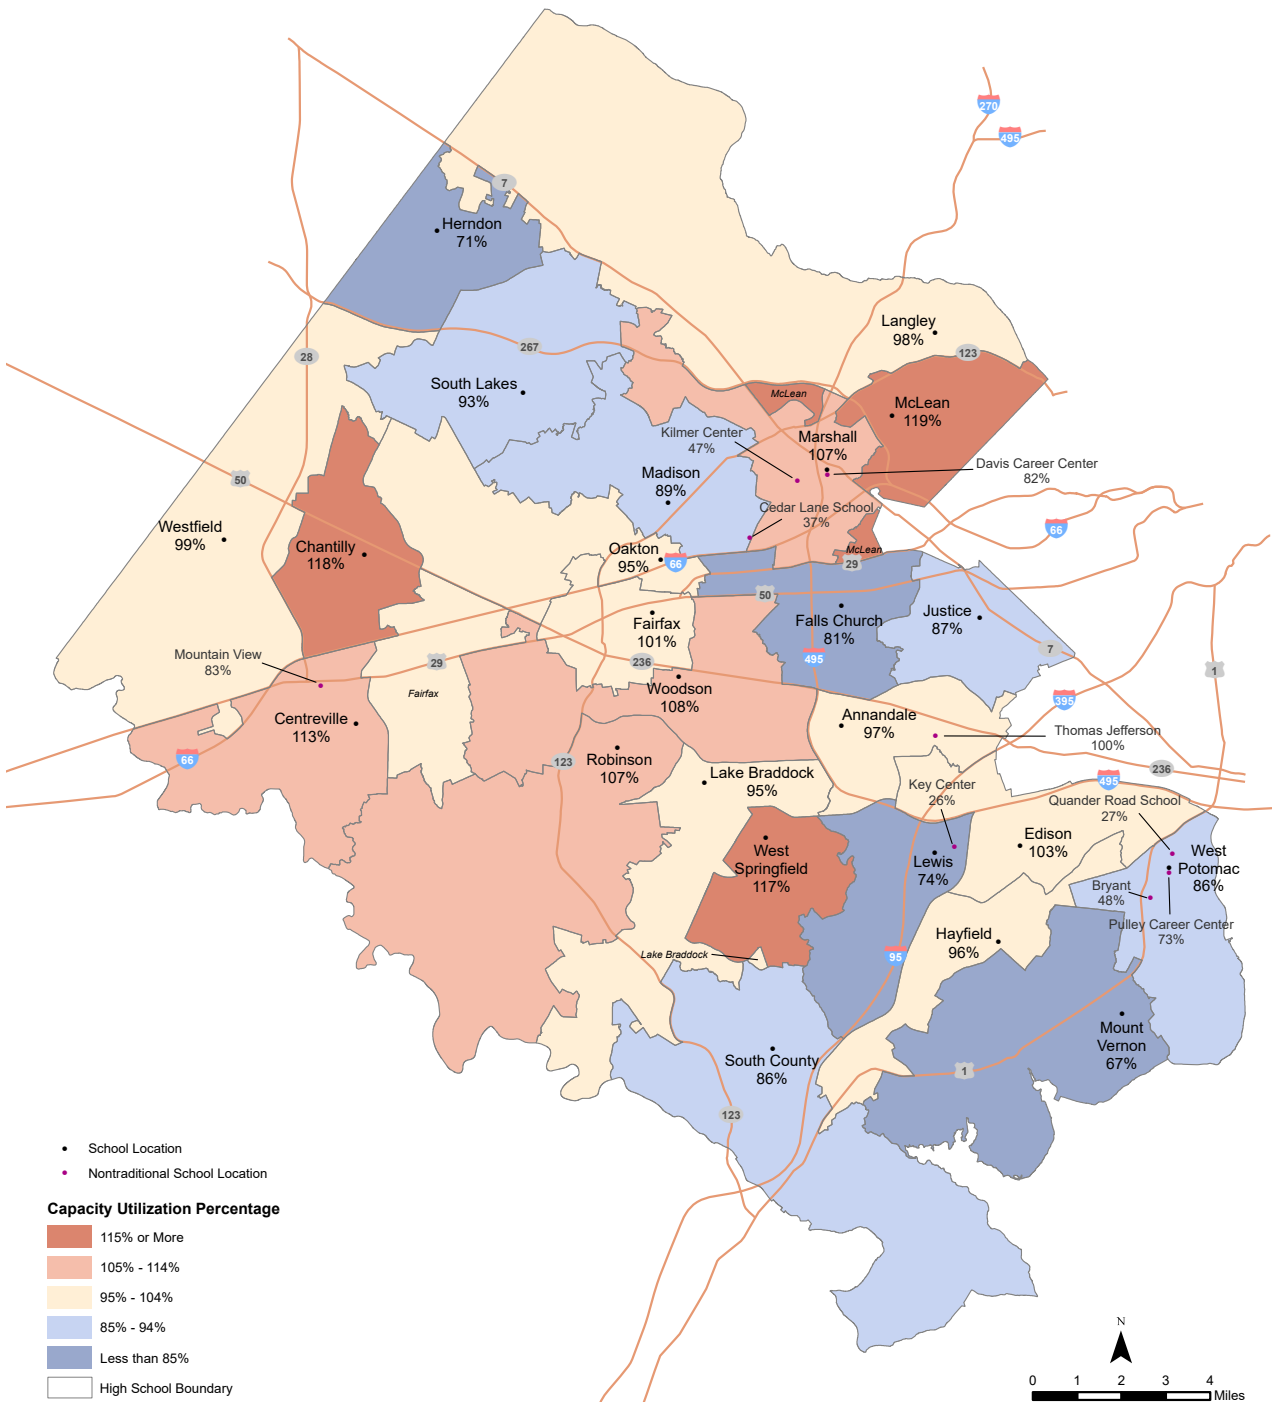 270
495
7
Herndon
71%
Langley
98%
123
28
267
South Lakes
93%
McLean
McLean
119%
Kilmer Center
47%
Marshall
107%
Davis Career Center
82%
Madison
89%
50
Cedar Lane School
37%
Westfield
99%
66
Chantilly
118%
Oakton
95%
66
McLean
29
50
Fairfax
101%
Falls Church
81%
Justice
87%
Mountain View
83%
29
236
495
7
1
Fairfax
Woodson
108%
395
Centreville
113%
Annandale
97%
Thomas Jefferson
100%
66
123
Robinson
107%
Lake Braddock
95%
236
495
Key Center
26%
Quander Road School
27%
West
Springfield
117%
Lewis
74%
Edison
103%
West
Potomac
86%
Bryant
48%
Pulley Career Center
73%
Hayfield
96%
Lake Braddock
95
Mount
Vernon
67%
South County
86%
1
123
School Location
Nontraditional School Location
Capacity Utilization Percentage
115% or More
105% - 114%
95% - 104%
85% - 94%
Less than 85%
High School Boundary
N
0 1 2 3 4
Miles